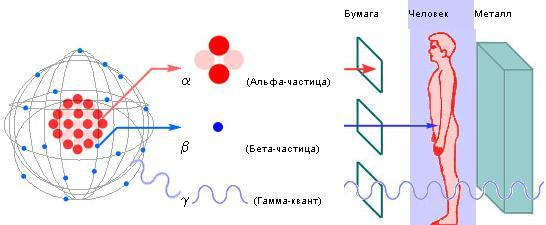 Бумага Человек Металл
α (Альфа-частица)
β (Бета-частица)
γ (Гамма-квант)